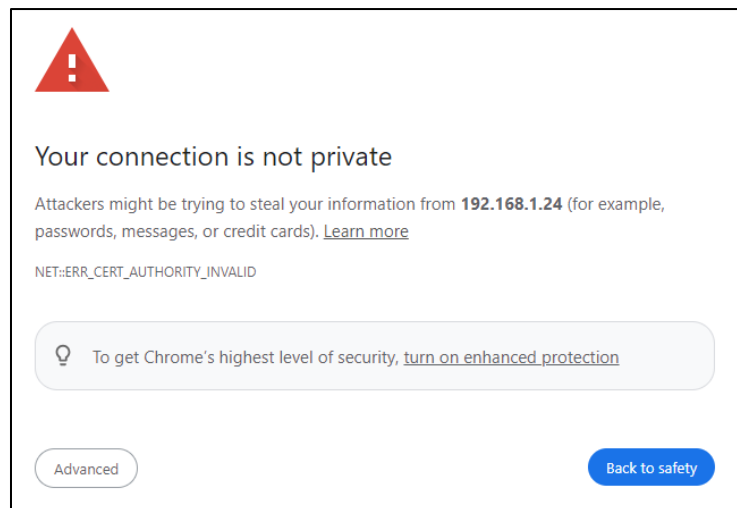 Your connection is not private
Attackers might be trying to steal your information from 192.168.1.24 (for example,
passwords, messages, or credit cards). Learn more
NET::ERR_CERT_AUTHORITY_INVALID
To get Chrome's highest level of security, turn on enhanced protection
Advanced
Back to safety